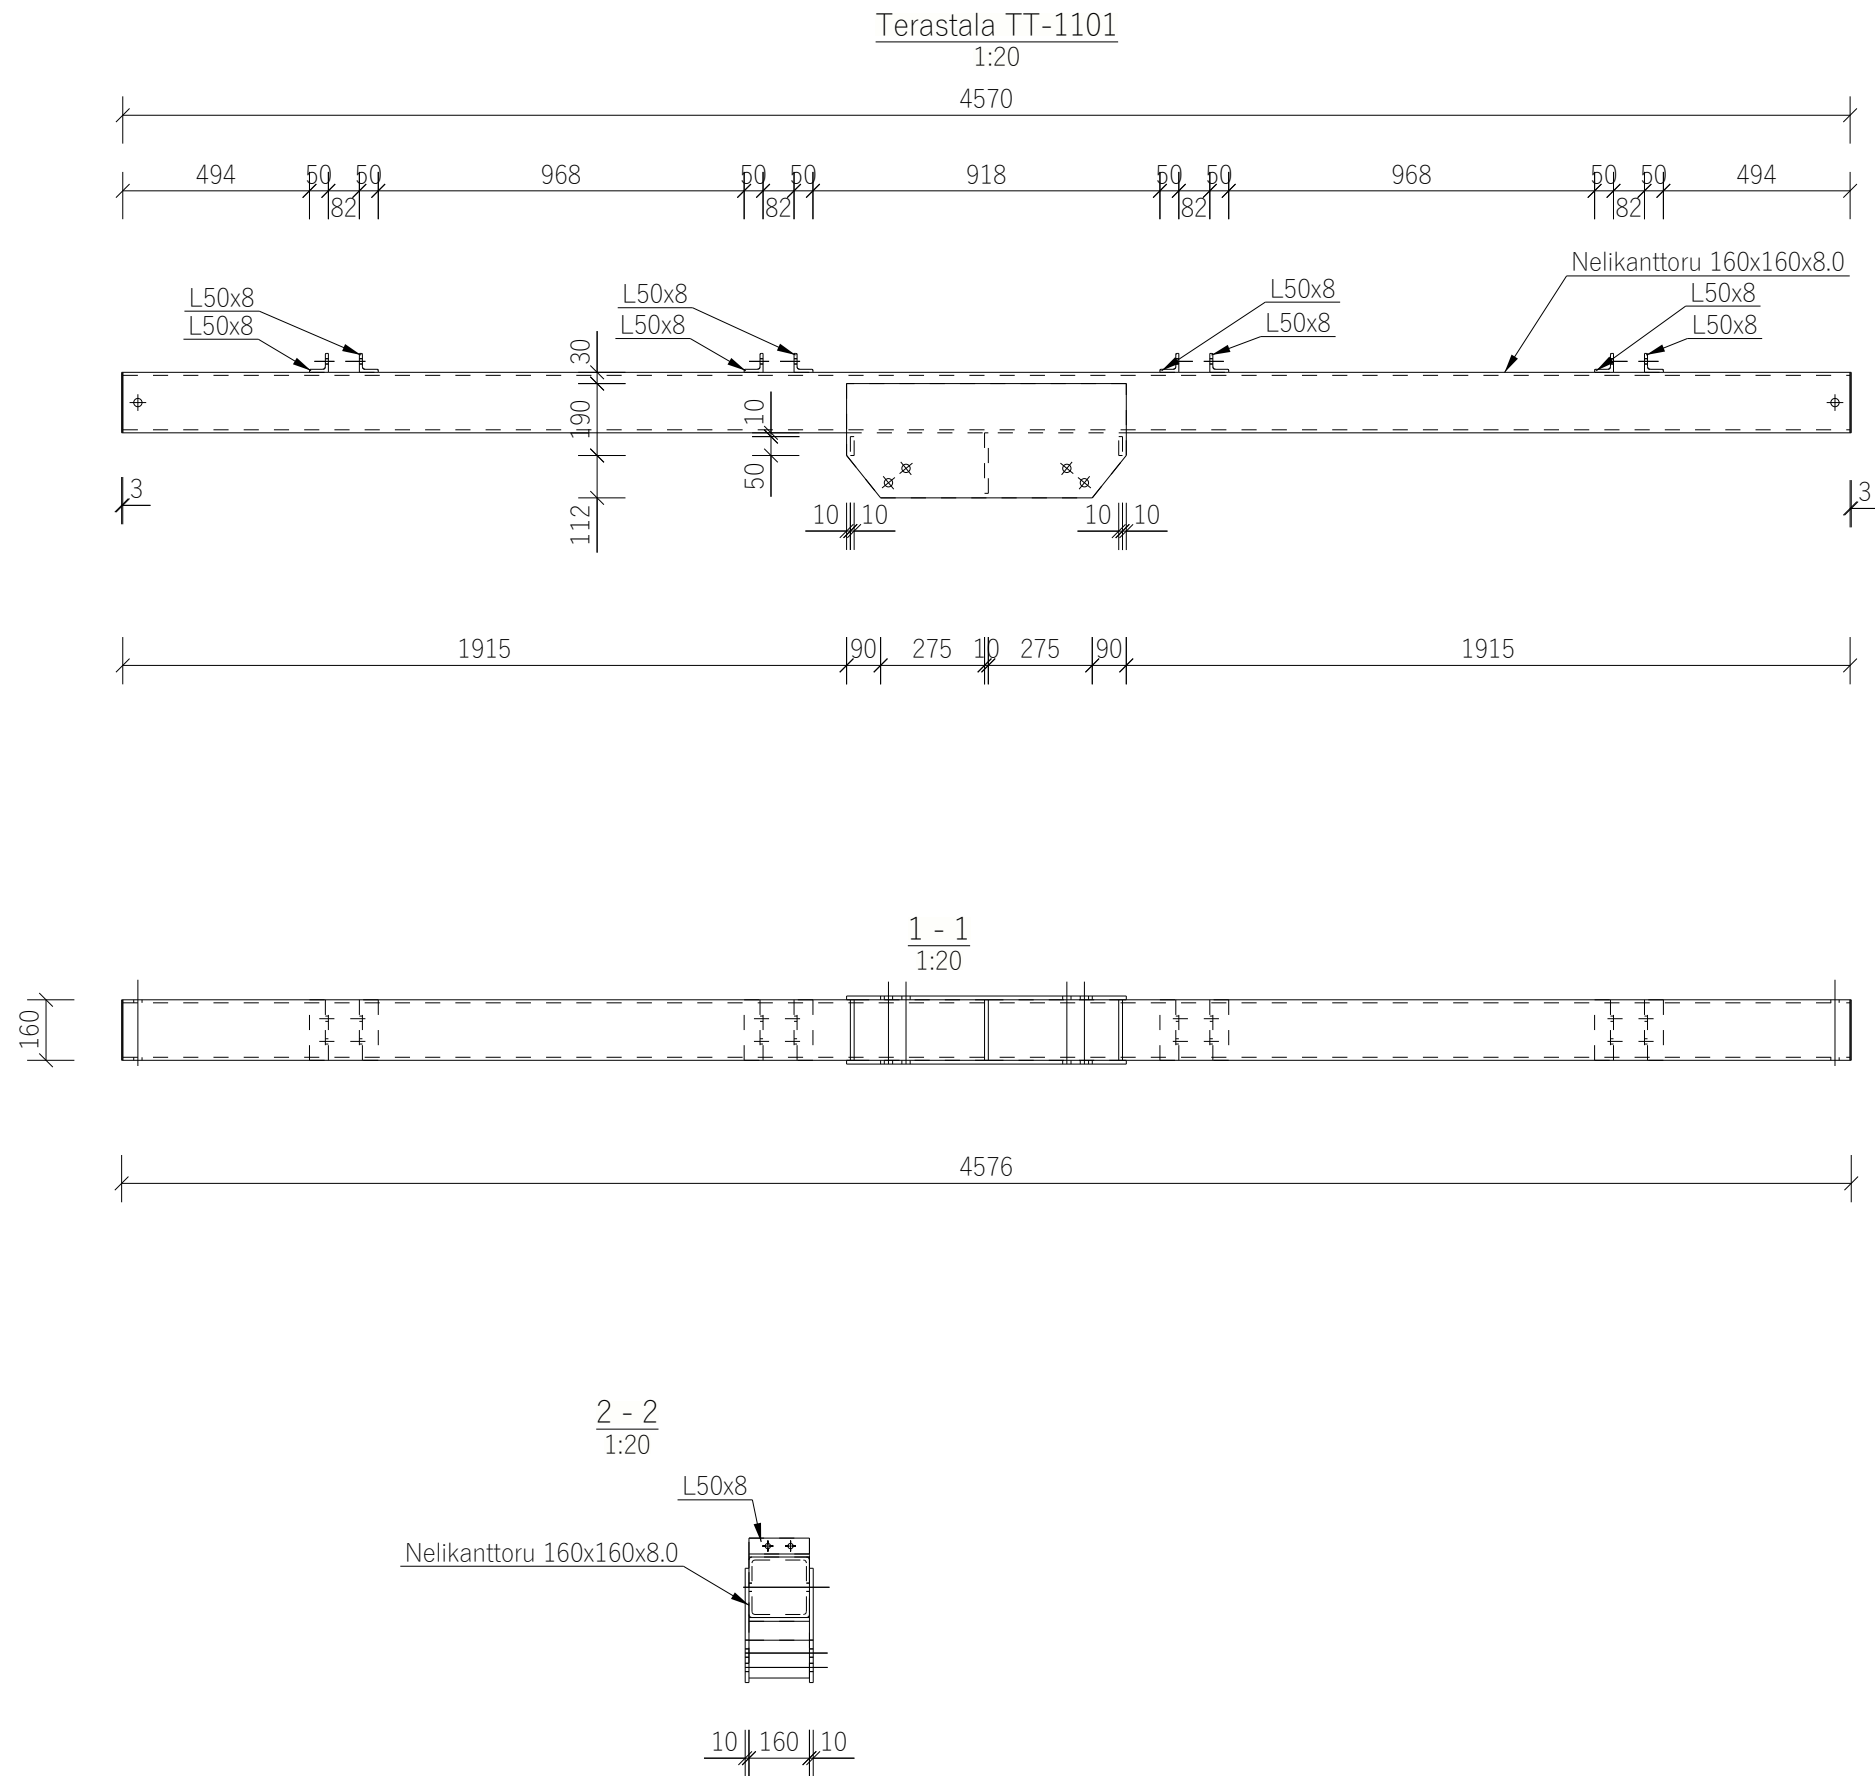 Terastala TT-1101
1:20
4570
494 50 50 968 50 50 918 50 50 968 50 50 494
82 82 82 82
Nelikanttoru 160x160x8.0
L50x8 L50x8 L50x8 L50x8
L50x8 L50x8 L50x8 L50x8
30
190 10
50
112
3 3
10 10 10 10
1915 90 275 10 275 90 1915
1 - 1
1:20
160
4576
2 - 2
1:20
L50x8
Nelikanttoru 160x160x8.0
10 160 10